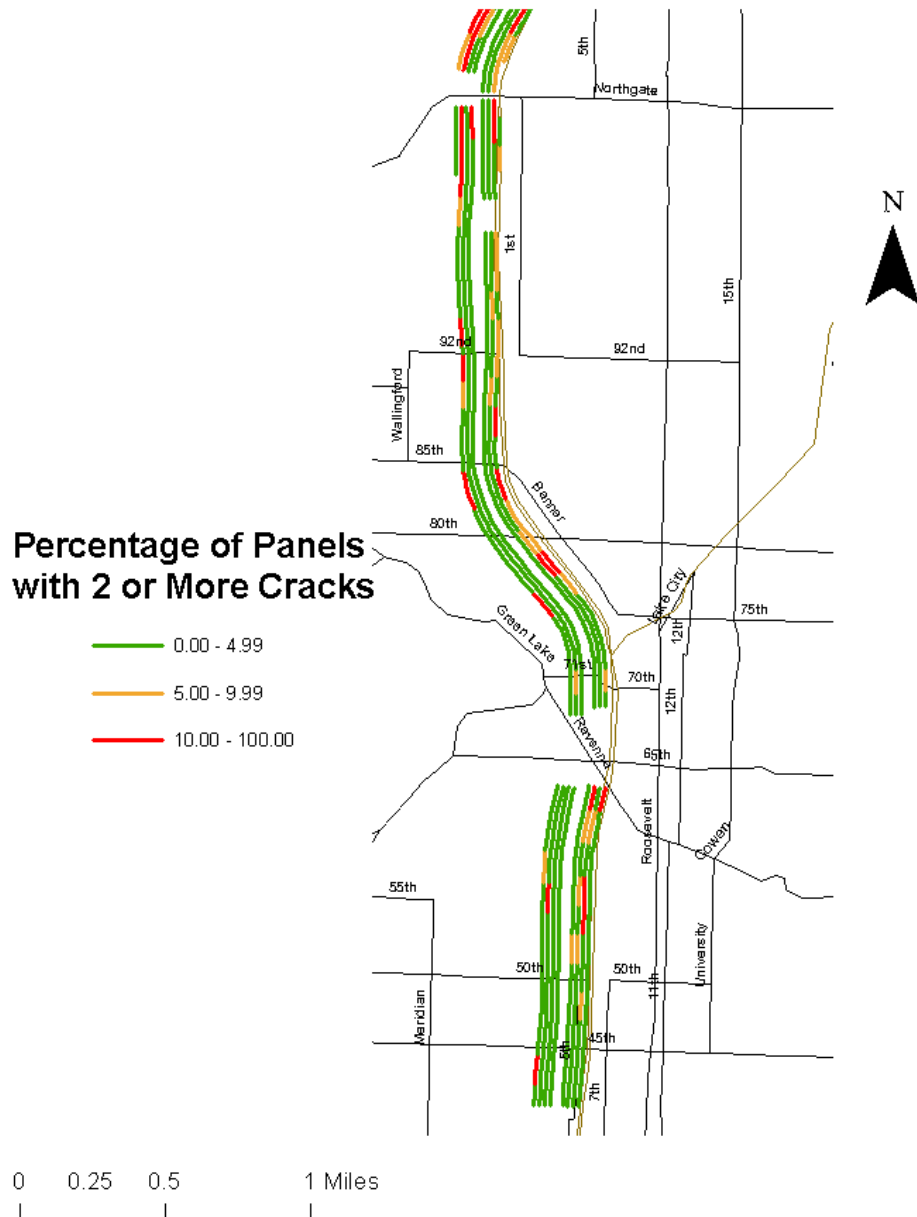 5th
Northgate
N
1st
15th
92nd
92nd
Wallingford
85th
Banner
80th
Percentage of Panels
with 2 or More Cracks
0.00 - 4.99
5.00 - 9.99
10.00 - 100.00
Lake City
75th
Green Lake
12th
71st
70th
12th
Ravenna
65th
Roosevelt
Cowen
55th
University
50th
50th
11th
Meridian
45th
5th
7th
0 0.25 0.5 1 Miles